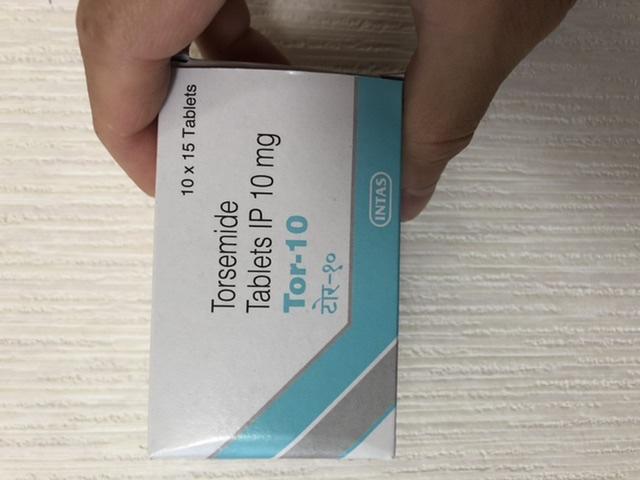 10 x 15 Tablets
Torsemide
Tablets IP 10 mg
Tor-10
टोर-१०
INTAS